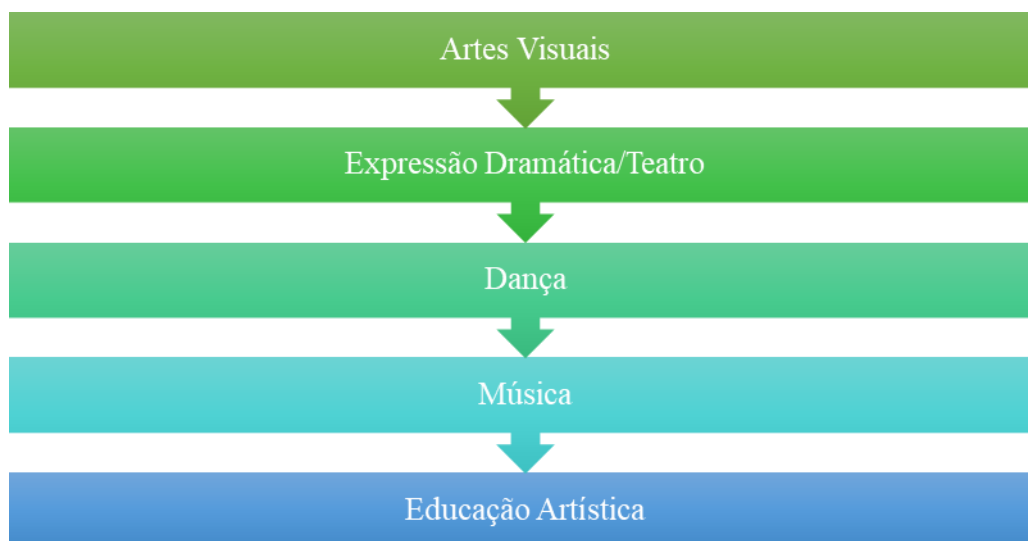 Artes Visuais
Expressão Dramática/Teatro
Dança
Música
Educação Artística